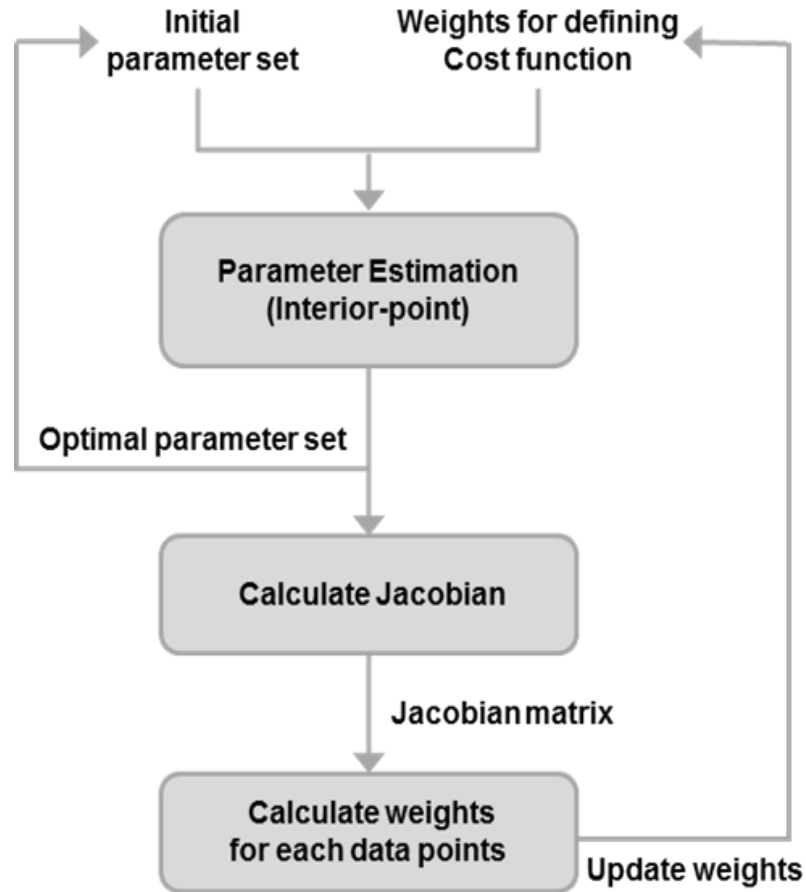 Initial
parameter set
Weights for defining
Cost function
Parameter Estimation
(Interior-point)
Optimal parameter set
Calculate Jacobian
Jacobian matrix
Calculate weights
for each data points
Update weights